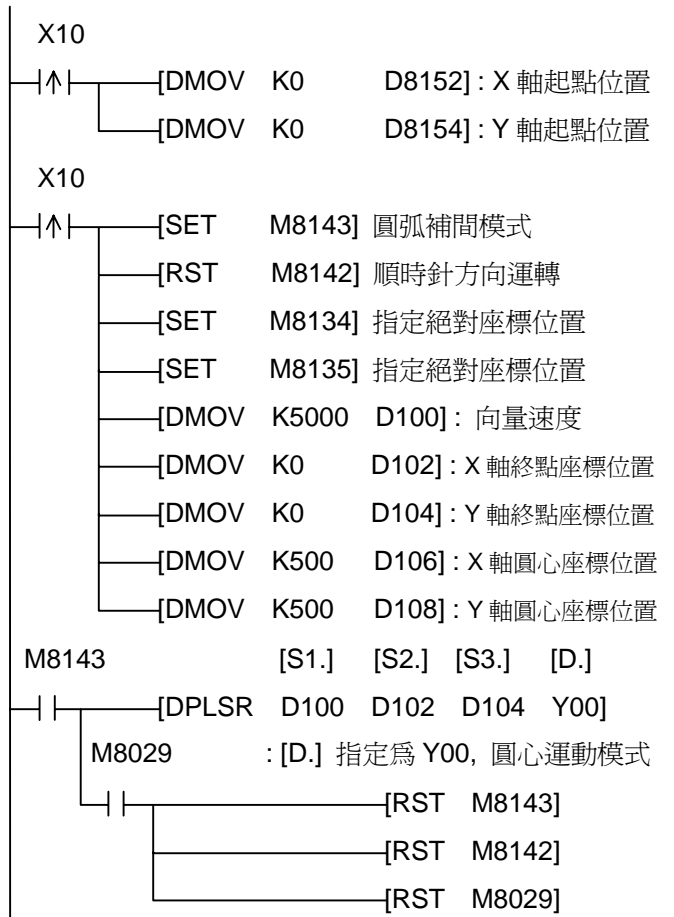 X10
[DMOV K0 D8152] : X 軸起點位置
[DMOV K0 D8154] : Y 軸起點位置
X10
[SET M8143] 圓弧補間模式
[RST M8142] 順時針方向運轉
[SET M8134] 指定絕對座標位置
[SET M8135] 指定絕對座標位置
[DMOV K5000 D100] : 向量速度
[DMOV K0 D102] : X 軸終點座標位置
[DMOV K0 D104] : Y 軸終點座標位置
[DMOV K500 D106] : X 軸圓心座標位置
[DMOV K500 D108] : Y 軸圓心座標位置
M8143 [S1.] [S2.] [S3.] [D.]
[DPLSR D100 D102 D104 Y00]
M8029 : [D.] 指定爲 Y00, 圓心運動模式
[RST M8143]
[RST M8142]
[RST M8029]